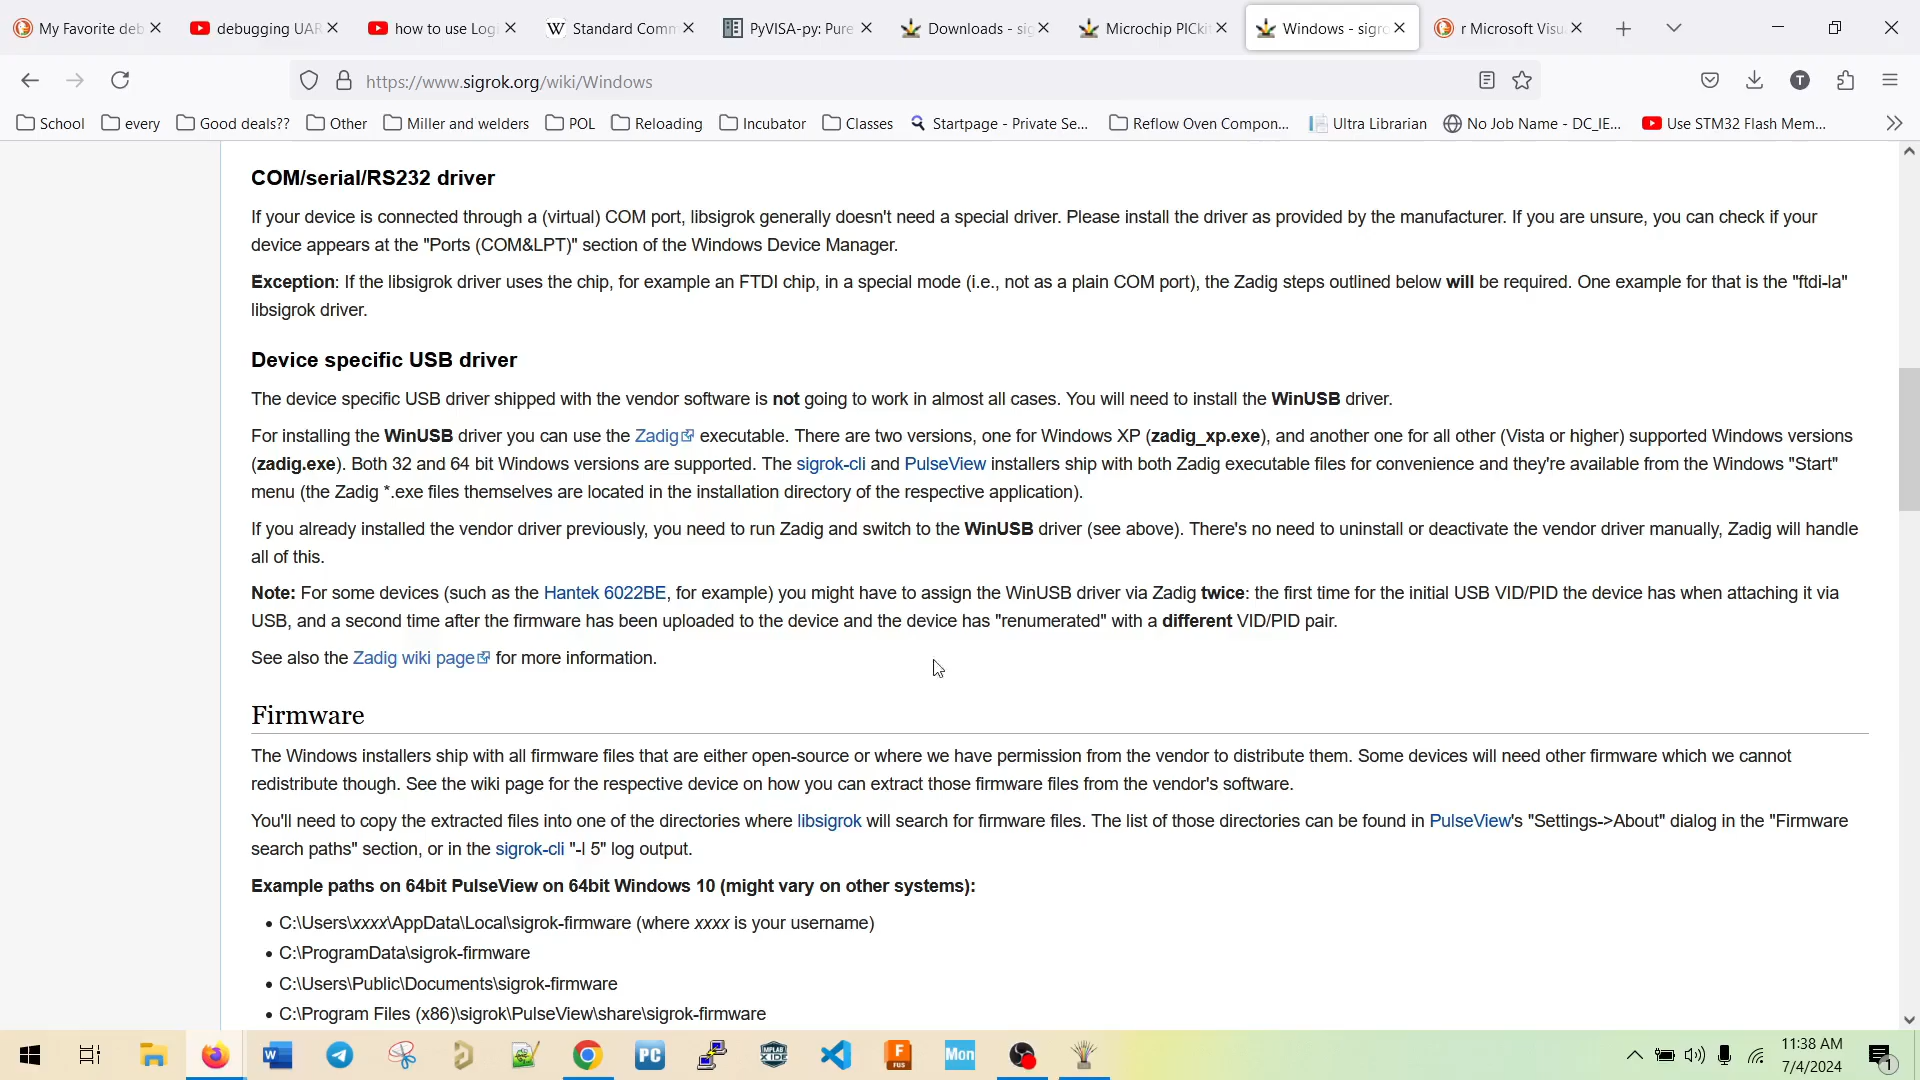 My Favorite deb
debugging UAR
how to use Logi
Standard Comm
PyVISA-py: Pure
Downloads - sig
Microchip PICkit
Windows - sigro
r Microsoft Visu
https://www.sigrok.org/wiki/Windows
T
School
every
Good deals??
Other
Miller and welders
POL
Reloading
Incubator
Classes
Startpage - Private Se...
Reflow Oven Compon...
Ultra Librarian
No Job Name - DC_IE...
Use STM32 Flash Mem...
COM/serial/RS232 driver
If your device is connected through a (virtual) COM port, libsigrok generally doesn't need a special driver. Please install the driver as provided by the manufacturer. If you are unsure, you can check if your
device appears at the "Ports (COM&LPT)" section of the Windows Device Manager.
Exception: If the libsigrok driver uses the chip, for example an FTDI chip, in a special mode (i.e., not as a plain COM port), the Zadig steps outlined below will be required. One example for that is the "ftdi-la"
libsigrok driver.
Device specific USB driver
The device specific USB driver shipped with the vendor software is not going to work in almost all cases. You will need to install the WinUSB driver.
For installing the WinUSB driver you can use the Zadig executable. There are two versions, one for Windows XP (zadig_xp.exe), and another one for all other (Vista or higher) supported Windows versions
(zadig.exe). Both 32 and 64 bit Windows versions are supported. The sigrok-cli and PulseView installers ship with both Zadig executable files for convenience and they're available from the Windows "Start"
menu (the Zadig *.exe files themselves are located in the installation directory of the respective application).
If you already installed the vendor driver previously, you need to run Zadig and switch to the WinUSB driver (see above). There's no need to uninstall or deactivate the vendor driver manually, Zadig will handle
all of this.
Note: For some devices (such as the Hantek 6022BE, for example) you might have to assign the WinUSB driver via Zadig twice: the first time for the initial USB VID/PID the device has when attaching it via
USB, and a second time after the firmware has been uploaded to the device and the device has "renumerated" with a different VID/PID pair.
See also the Zadig wiki page for more information.
Firmware
The Windows installers ship with all firmware files that are either open-source or where we have permission from the vendor to distribute them. Some devices will need other firmware which we cannot
redistribute though. See the wiki page for the respective device on how you can extract those firmware files from the vendor's software.
You'll need to copy the extracted files into one of the directories where libsigrok will search for firmware files. The list of those directories can be found in PulseView's "Settings->About" dialog in the "Firmware
search paths" section, or in the sigrok-cli "-l 5" log output.
Example paths on 64bit PulseView on 64bit Windows 10 (might vary on other systems):
• C:\Users\xxxx\AppData\Local\sigrok-firmware (where xxxx is your username)
• C:\ProgramData\sigrok-firmware
• C:\Users\Public\Documents\sigrok-firmware
• C:\Program Files (x86)\sigrok\PulseView\share\sigrok-firmware
W
PC
MPLAB
X IDE
F
FUS
Mon
11:38 AM
7/4/2024
1